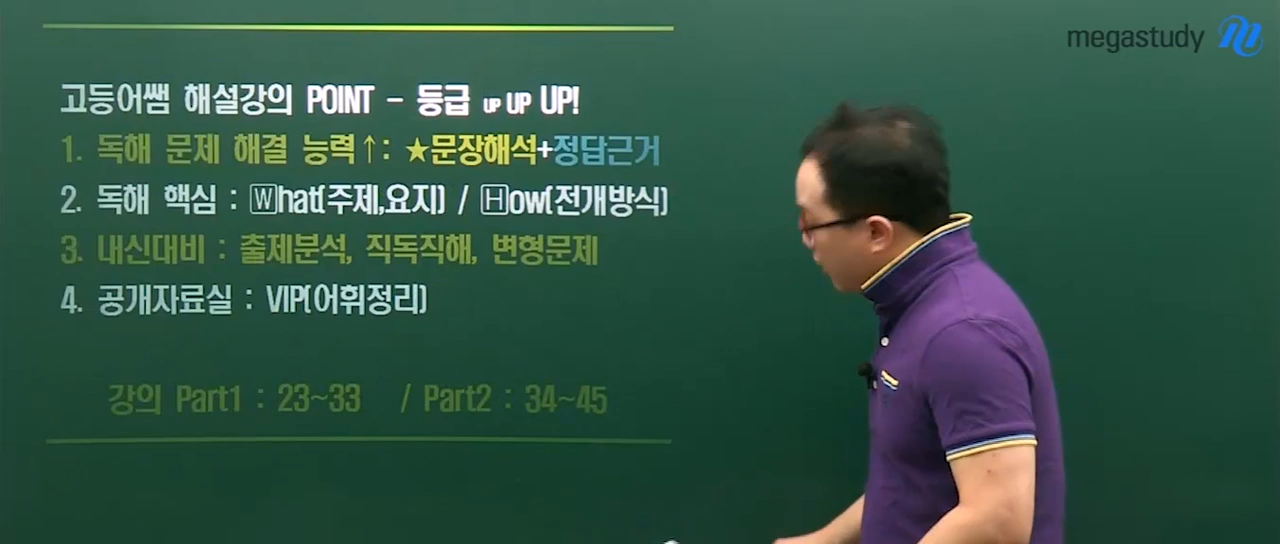 megastudy
고등어쌤 해설강의 POINT - 등급 UP UP UP!
1. 독해 문제 해결 능력↑: ★문장해석+정답근거
2. 독해 핵심 : What(주제,요지) / How(전개방식)
3. 내신대비 : 출제분석, 직독직해, 변형문제
4. 공개자료실 : VIP(어휘정리)
강의 Part1 : 23~33 / Part2 : 34~45